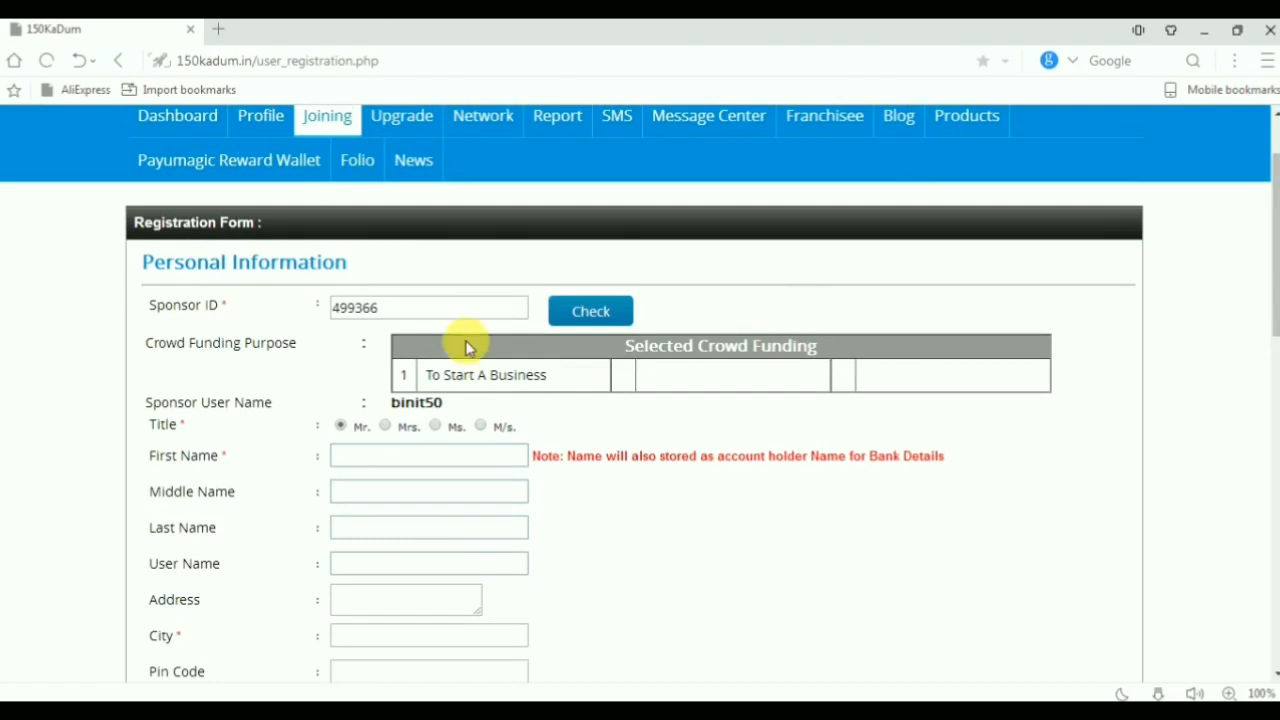 150KaDum
150kadum.in/user_registration.php
Google
AliExpress Import bookmarks
Mobile bookmarks
Dashboard Profile Joining Upgrade Network Report SMS Message Center Franchisee Blog Products
Payumagic Reward Wallet Folio News
Registration Form :
Personal Information
Sponsor ID * : 499366 Check
Crowd Funding Purpose : Selected Crowd Funding
1 To Start A Business
Sponsor User Name : binit50
Title * : Mr. Mrs. Ms. M/s.
First Name * : Note: Name will also stored as account holder Name for Bank Details
Middle Name :
Last Name :
User Name :
Address :
City * :
Pin Code :
100%